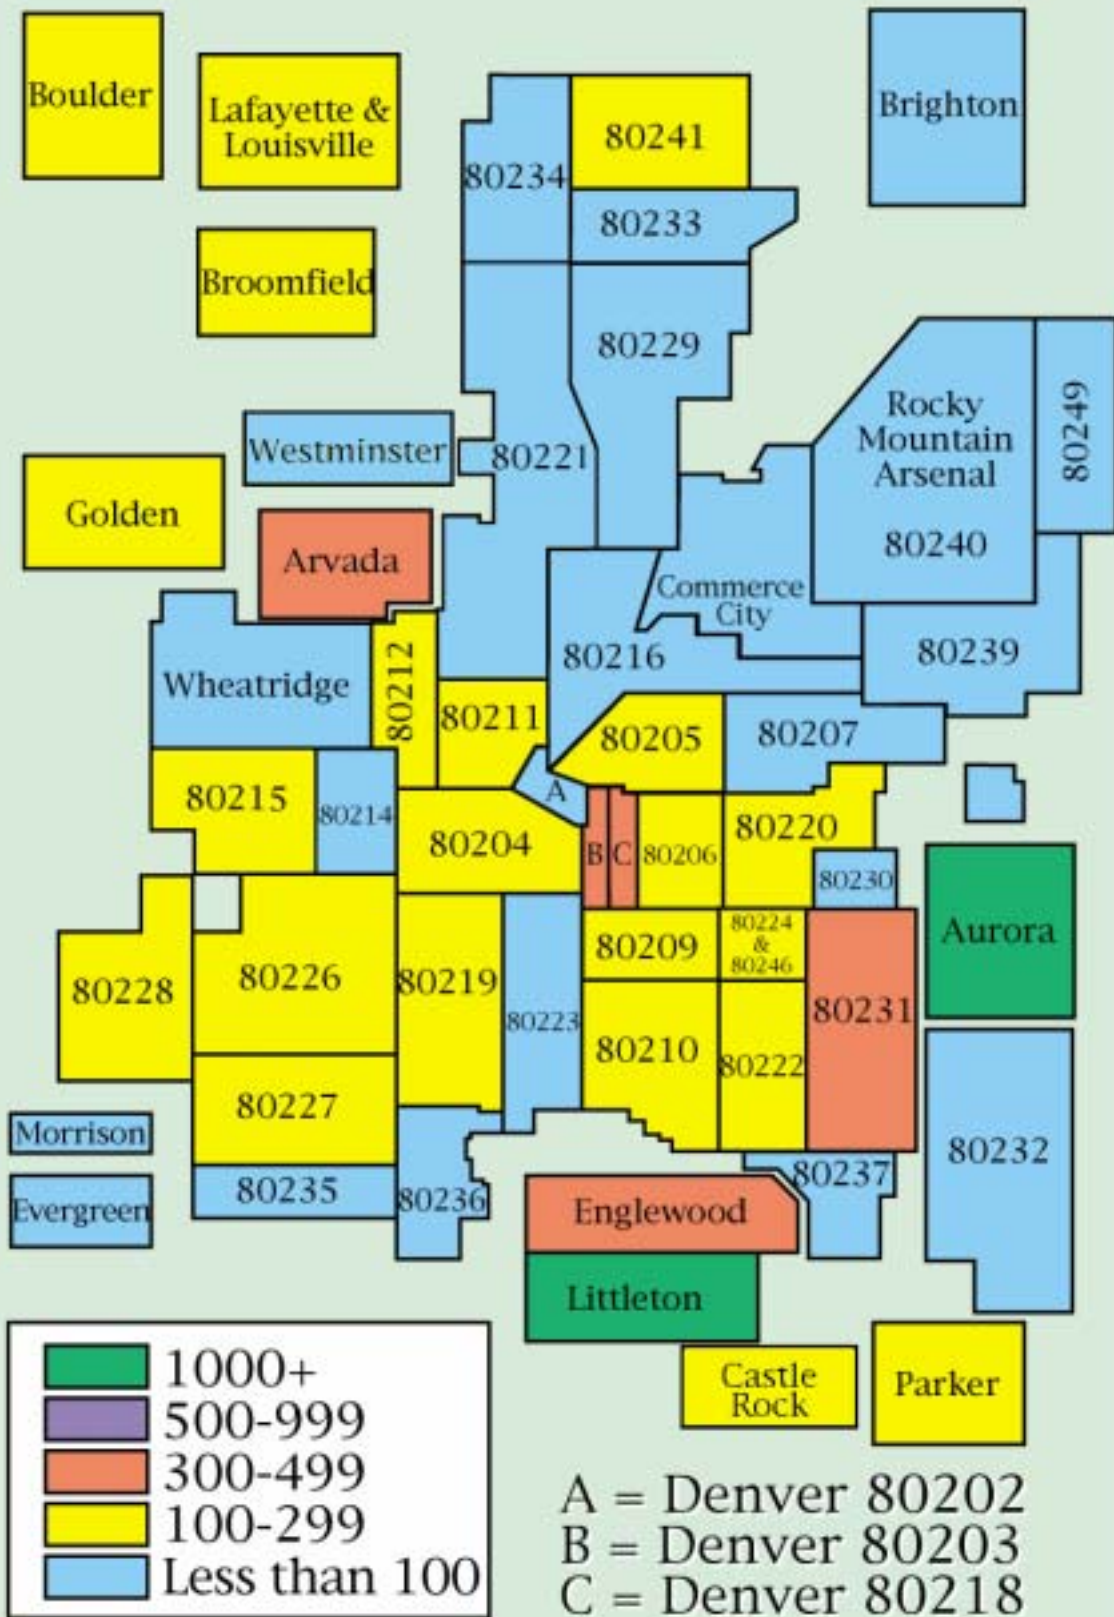 Boulder
Lafayette &
Louisville
Brighton
80241
80234
80233
Broomfield
80229
Rocky
Mountain
Arsenal
80249
Westminster
80221
Golden
80240
Arvada
Commerce
City
80216
80239
Wheatridge
80212
80211
80205
80207
80215
80214
A
80204
B
C
80206
80220
80230
Aurora
80209
80224
&
80246
80228
80226
80219
80223
80231
80210
80222
80227
Morrison
80232
80235
80236
80237
Evergreen
Englewood
Littleton
Castle
Rock
Parker
1000+
500-999
300-499
100-299
Less than 100
A = Denver 80202
B = Denver 80203
C = Denver 80218